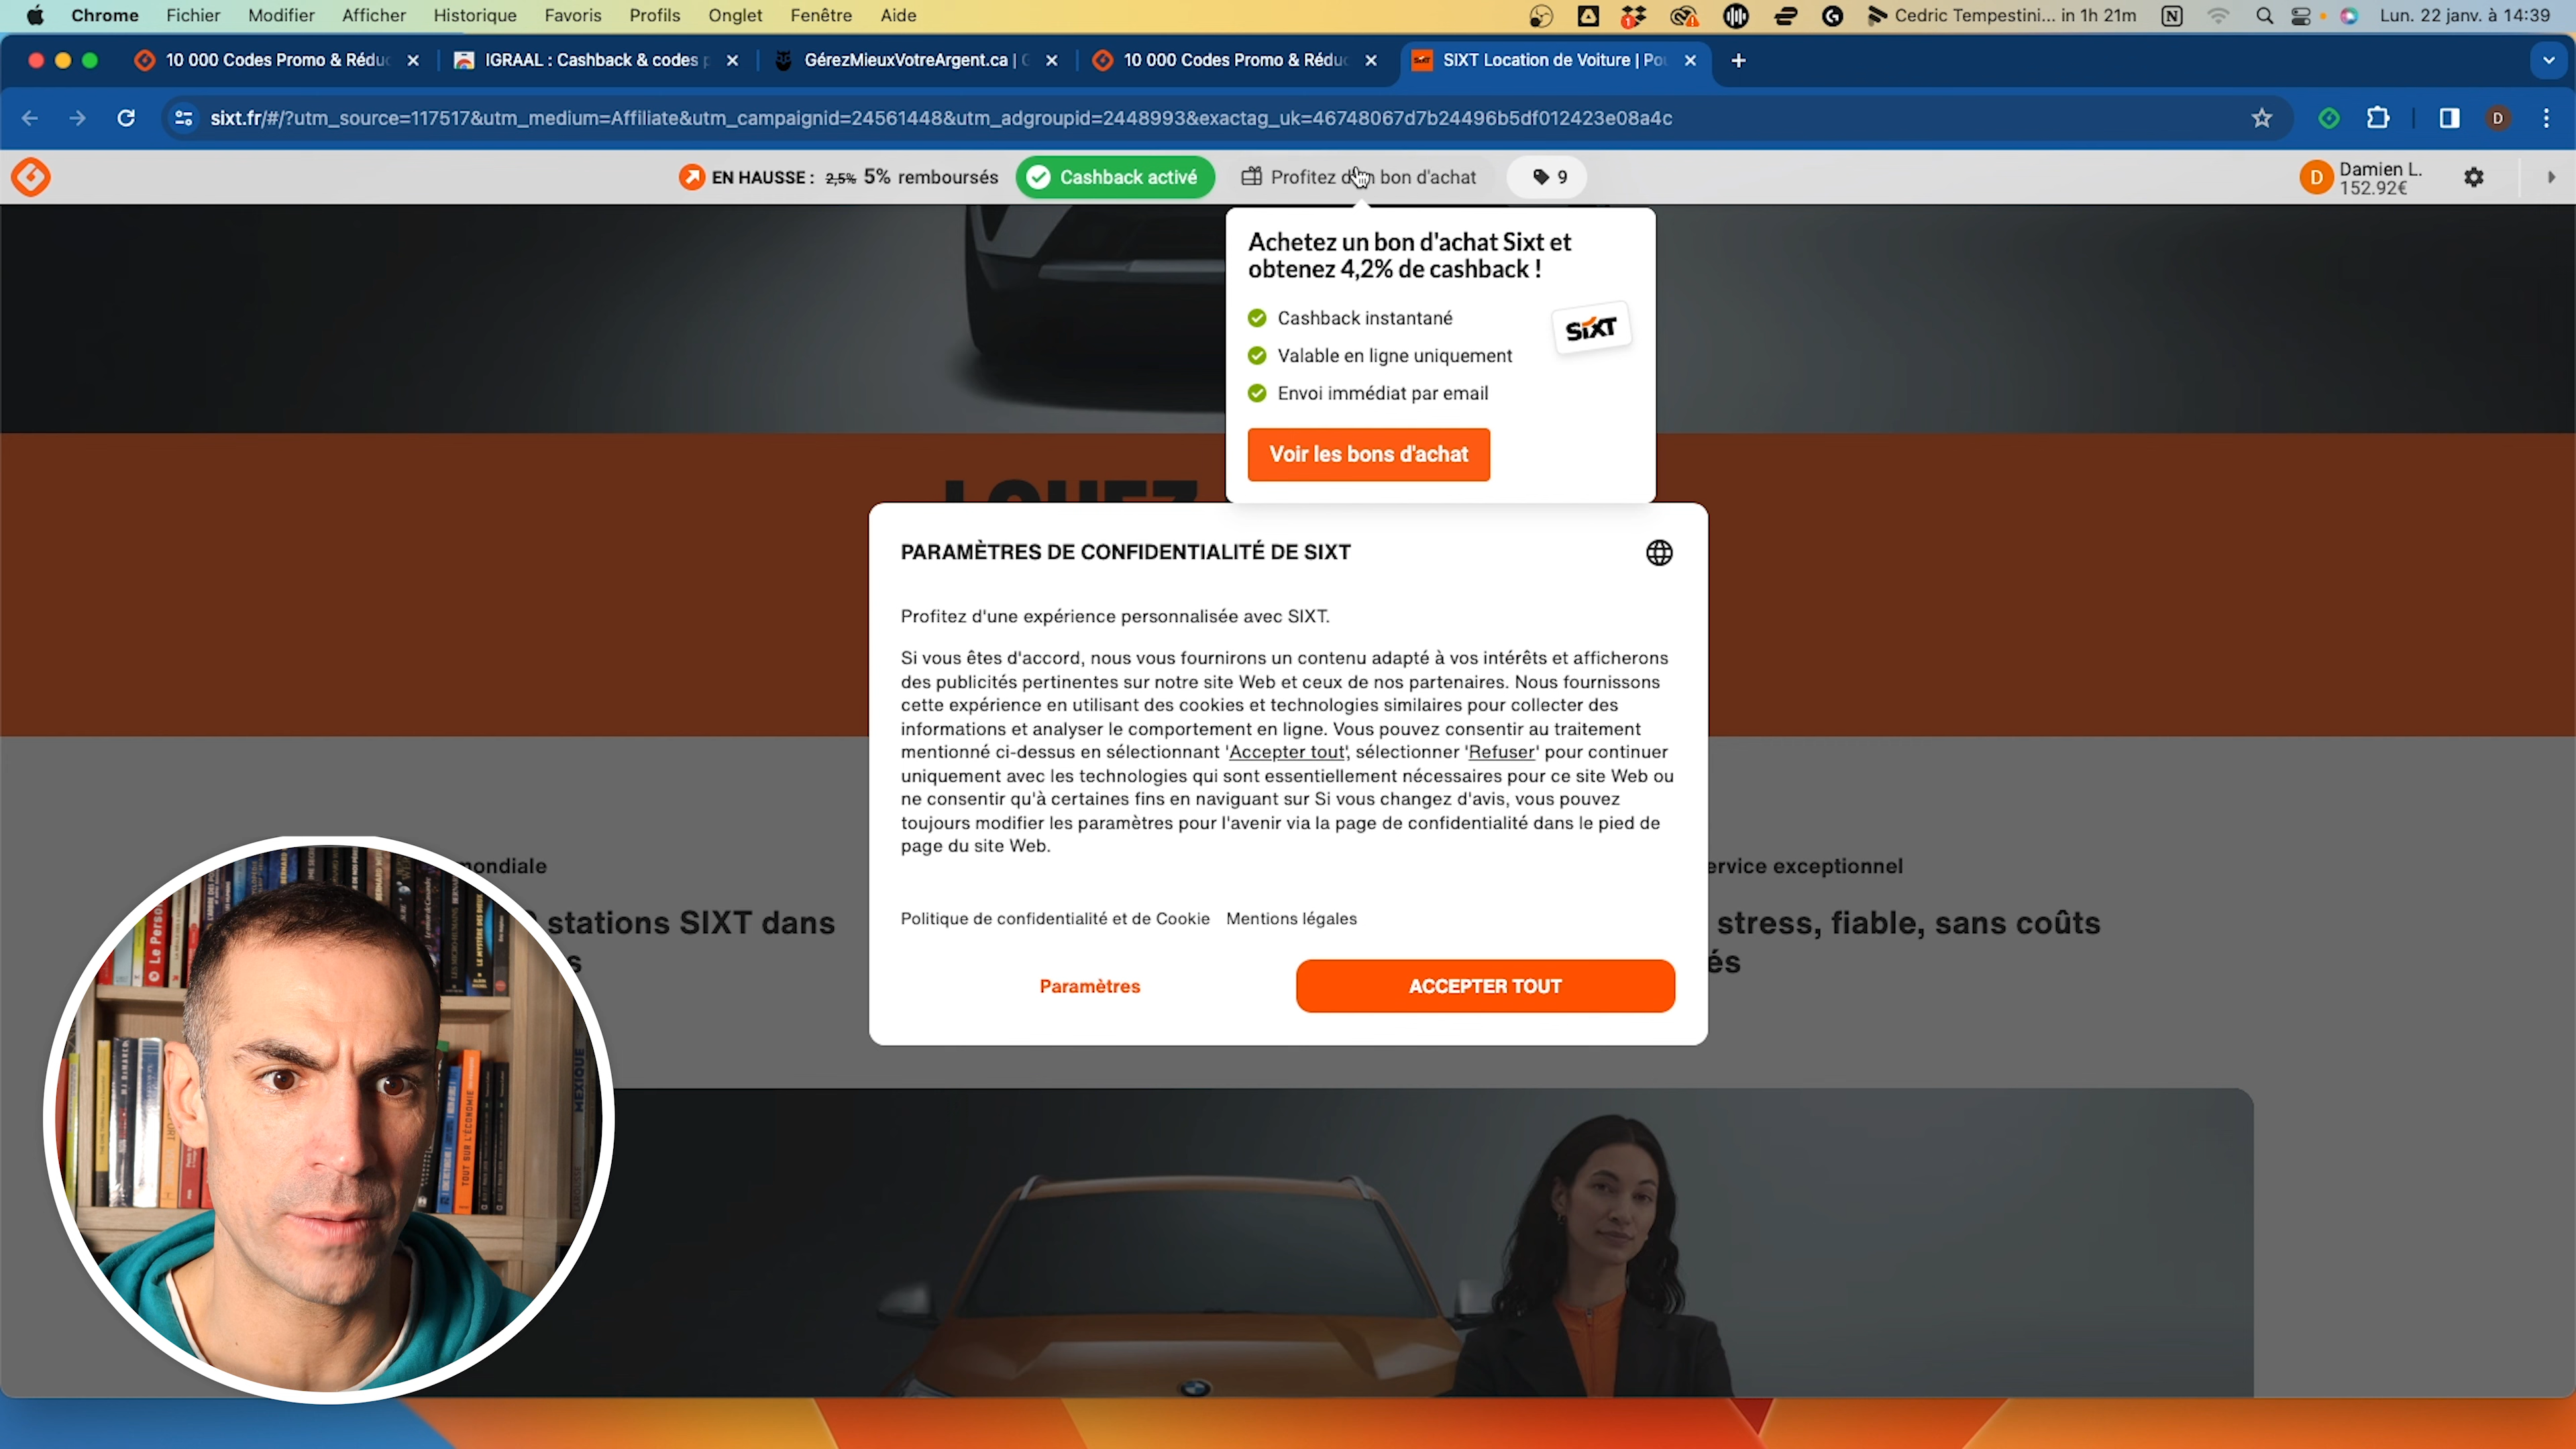 Chrome Fichier Modifier Afficher Historique Favoris Profils Onglet Fenêtre Aide
Cedric Tempestini... in 1h 21m
Lun. 22 janv. à 14:39
10 000 Codes Promo & Rédu
IGRAAL : Cashback & codes p
GérezMieuxVotreArgent.ca |
10 000 Codes Promo & Rédu
SIXT Location de Voiture | Po
sixt.fr/#/?utm_source=117517&utm_medium=Affiliate&utm_campaignid=24561448&utm_adgroupid=2448993&exactag_uk=46748067d7b24496b5df012423e08a4c
D
EN HAUSSE : 2,5% 5% remboursés
Cashback activé
Profitez d'un bon d'achat
9
D
Damien L.
152.92€
Achetez un bon d'achat Sixt et
obtenez 4,2% de cashback !
Cashback instantané
Valable en ligne uniquement
Envoi immédiat par email
SIXT
Voir les bons d'achat
PARAMÈTRES DE CONFIDENTIALITÉ DE SIXT
Profitez d'une expérience personnalisée avec SIXT.
Si vous êtes d'accord, nous vous fournirons un contenu adapté à vos intérêts et afficherons
des publicités pertinentes sur notre site Web et ceux de nos partenaires. Nous fournissons
cette expérience en utilisant des cookies et technologies similaires pour collecter des
informations et analyser le comportement en ligne. Vous pouvez consentir au traitement
mentionné ci-dessus en sélectionnant 'Accepter tout', sélectionner 'Refuser' pour continuer
uniquement avec les technologies qui sont essentiellement nécessaires pour ce site Web ou
ne consentir qu'à certaines fins en naviguant sur Si vous changez d'avis, vous pouvez
toujours modifier les paramètres pour l'avenir via la page de confidentialité dans le pied de
page du site Web.
Politique de confidentialité et de Cookie Mentions légales
Paramètres
ACCEPTER TOUT
mondiale
stations SIXT dans
s
ervice exceptionnel
stress, fiable, sans coûts
és
TOUT SUR L'ÉCONOMIE
MEXIQUE